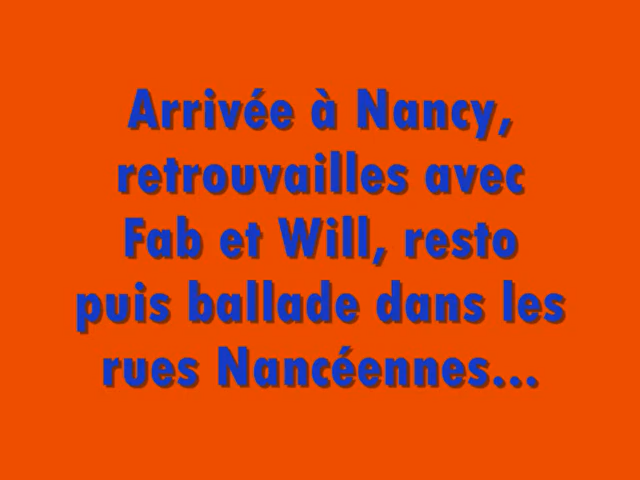 Arrivée à Nancy,
retrouvailles avec
Fab et Will, resto
puis ballade dans les
rues Nancéennes...